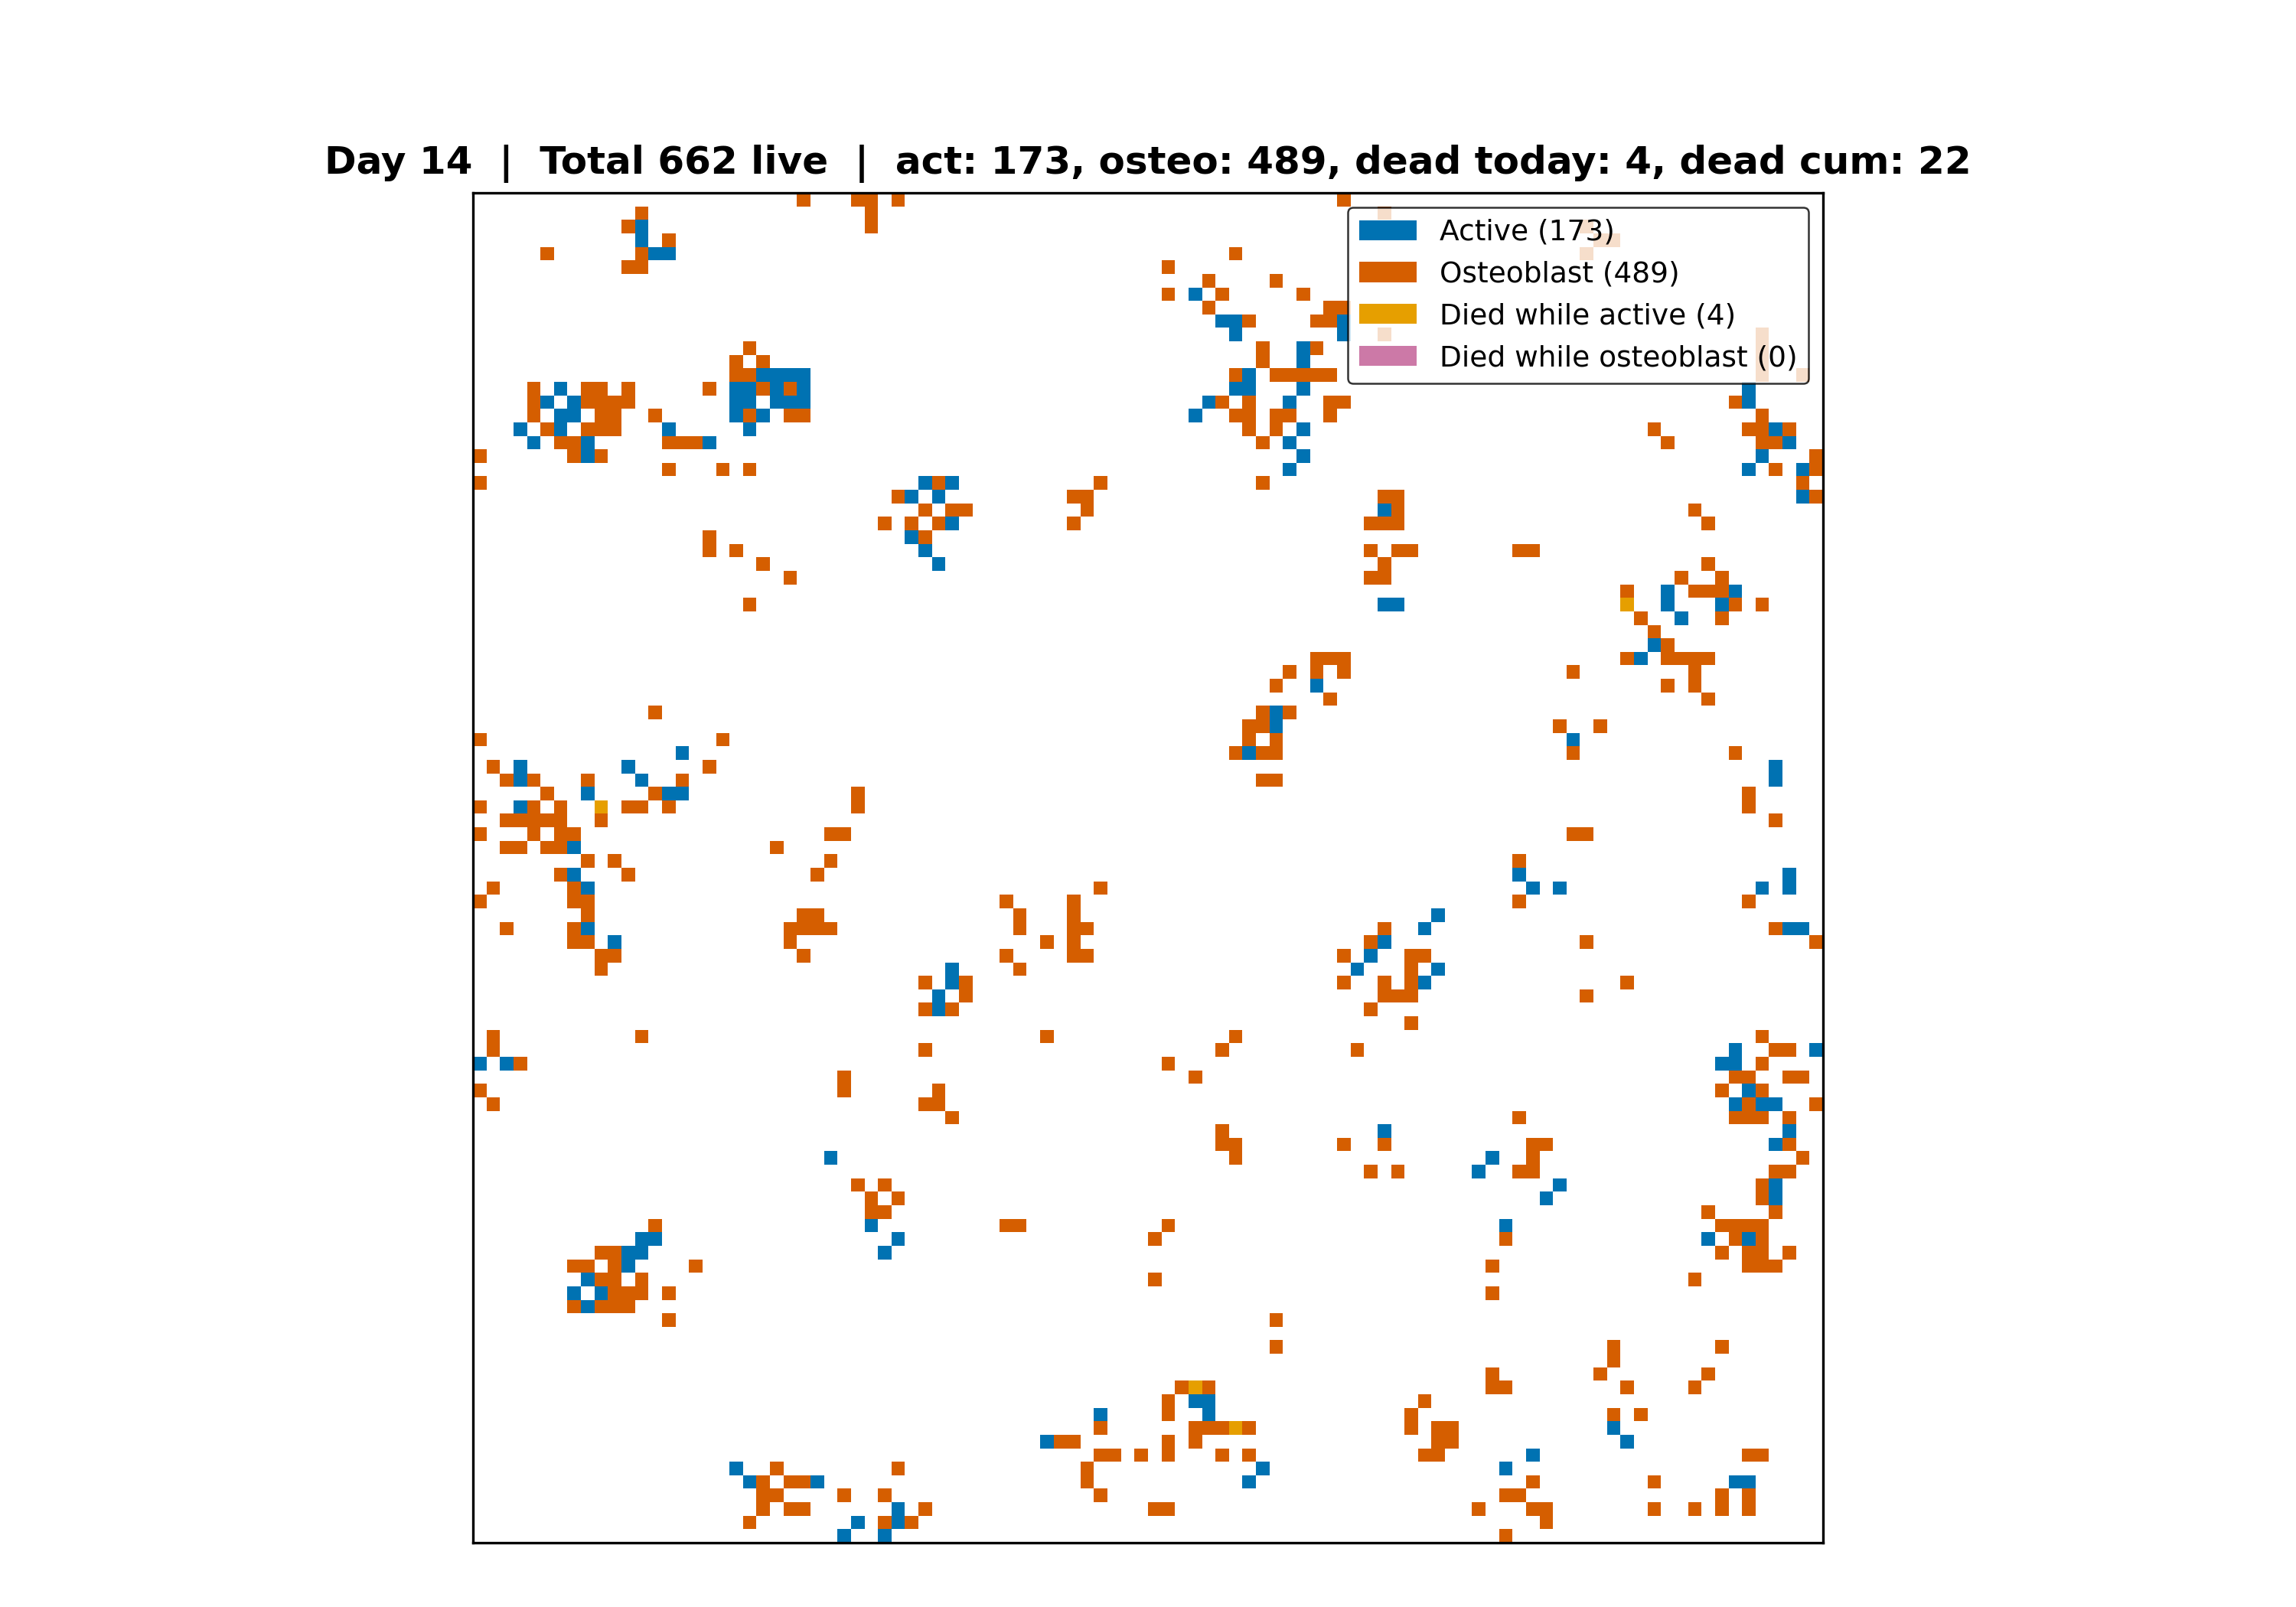 Day 14 | Total 662 live | act: 173, osteo: 489, dead today: 4, dead cum: 22
Active (173)
Osteoblast (489)
Died while active (4)
Died while osteoblast (0)